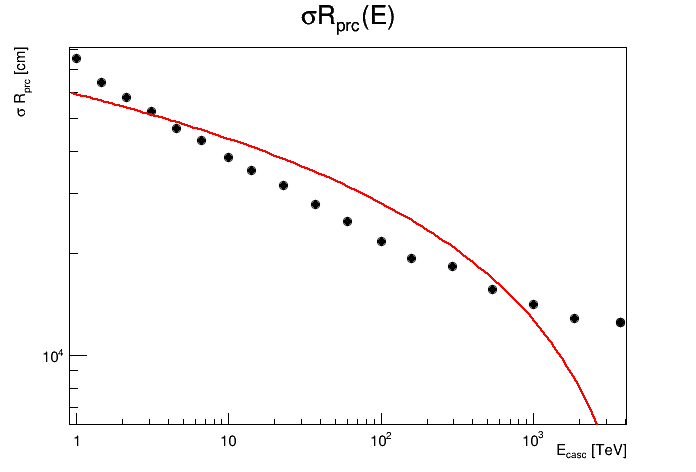 σR_prc(E)
σ R_prc [cm]
10^4
1 10 10^2 10^3
E_casc [TeV]